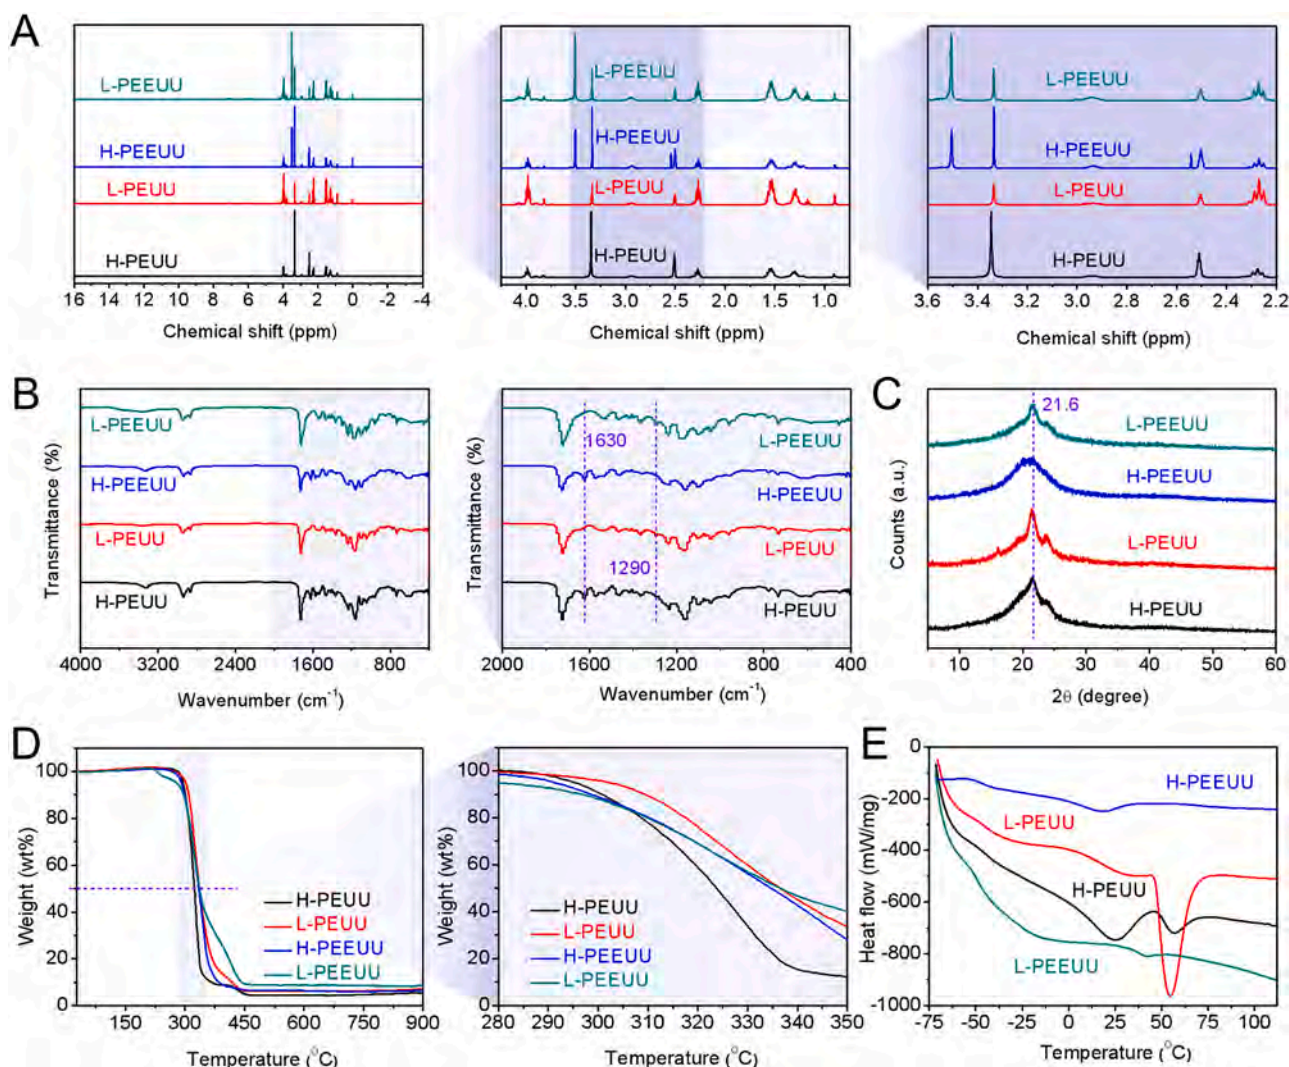 A
L-PEEUU
H-PEEUU
L-PEUU
H-PEUU
16 14 12 10 8 6 4 2 0 -2 -4
Chemical shift (ppm)
L-PEEUU
H-PEEUU
L-PEUU
H-PEUU
4.0 3.5 3.0 2.5 2.0 1.5 1.0
Chemical shift (ppm)
L-PEEUU
H-PEEUU
L-PEUU
H-PEUU
3.6 3.4 3.2 3.0 2.8 2.6 2.4 2.2
Chemical shift (ppm)
B
Transmittance (%)
L-PEEUU
H-PEEUU
L-PEUU
H-PEUU
4000 3200 2400 1600 800
Wavenumber (cm⁻¹)
Transmittance (%)
1630
L-PEEUU
H-PEEUU
L-PEUU
1290
H-PEUU
2000 1600 1200 800 400
Wavenumber (cm⁻¹)
C
Counts (a.u.)
21.6
L-PEEUU
H-PEEUU
L-PEUU
H-PEUU
10 20 30 40 50 60
2θ (degree)
D
Weight (wt%)
100
80
60
40
20
0
H-PEUU
L-PEUU
H-PEEUU
L-PEEUU
150 300 450 600 750 900
Temperature (°C)
Weight (wt%)
100
80
60
40
20
0
H-PEUU
L-PEUU
H-PEEUU
L-PEEUU
280 290 300 310 320 330 340 350
Temperature (°C)
E
Heat flow (mW/mg)
0
-200
-400
-600
-800
-1000
H-PEEUU
L-PEUU
H-PEUU
L-PEEUU
-75 -50 -25 0 25 50 75 100
Temperature (°C)